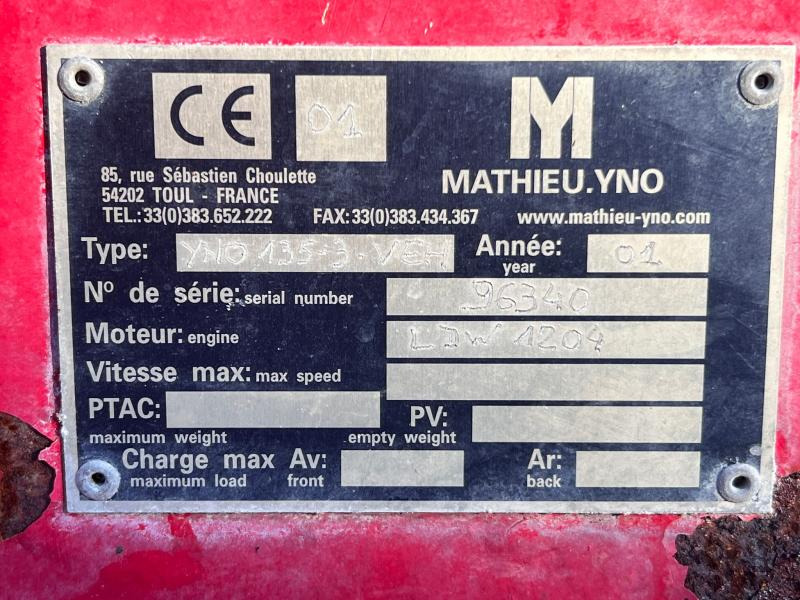 CE 01 MY
85, rue Sébastien Choulette
54202 TOUL - FRANCE
MATHIEU.YNO
TEL.:33(0)383.652.222 FAX:33(0)383.434.367 www.mathieu-yno.com
Type: YNO 135-3.VEH Année: 01
year
Nº de série: serial number 96340
Moteur: engine LDW 1204
Vitesse max: max speed
PTAC: PV:
maximum weight empty weight
Charge max Av: Ar:
maximum load front back